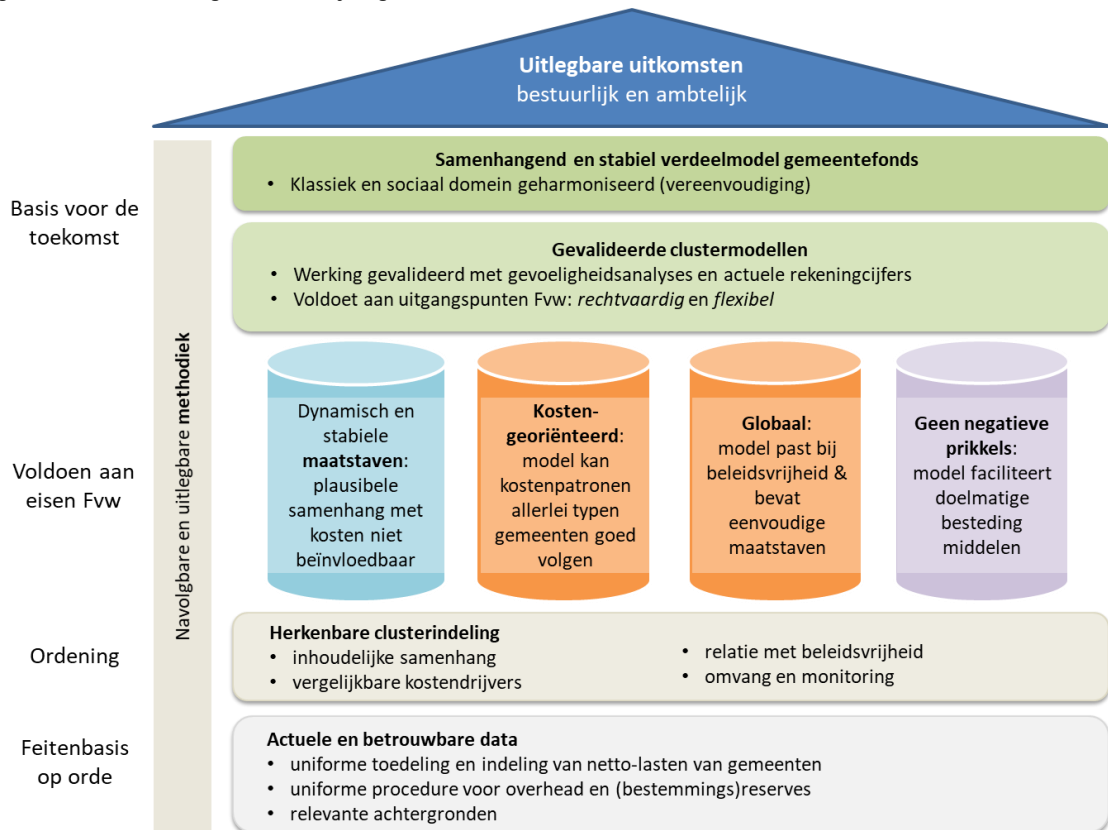 Uitlegbare uitkomsten
bestuurlijk en ambtelijk
Basis voor de
toekomst
Samenhangend en stabiel verdeelmodel gemeentefonds
• Klassiek en sociaal domein geharmoniseerd (vereenvoudiging)
Gevalideerde clustermodellen
• Werking gevalideerd met gevoeligheidsanalyses en actuele rekeningcijfers
• Voldoet aan uitgangspunten Fvw: rechtvaardig en flexibel
Navolgbare en uitlegbare methodiek
Voldoen aan
eisen Fvw
Dynamisch en
stabiele
maatstaven:
plausibele
samenhang met
kosten niet
beïnvloedbaar
Kosten-
georiënteerd:
model kan
kostenpatronen
allerlei typen
gemeenten goed
volgen
Globaal:
model past bij
beleidsvrijheid &
bevat
eenvoudige
maatstaven
Geen negatieve
prikkels:
model faciliteert
doelmatige
besteding
middelen
Ordening
Herkenbare clusterindeling
• inhoudelijke samenhang
• vergelijkbare kostendrijvers
• relatie met beleidsvrijheid
• omvang en monitoring
Feitenbasis
op orde
Actuele en betrouwbare data
• uniforme toedeling en indeling van netto-lasten van gemeenten
• uniforme procedure voor overhead en (bestemmings)reserves
• relevante achtergronden